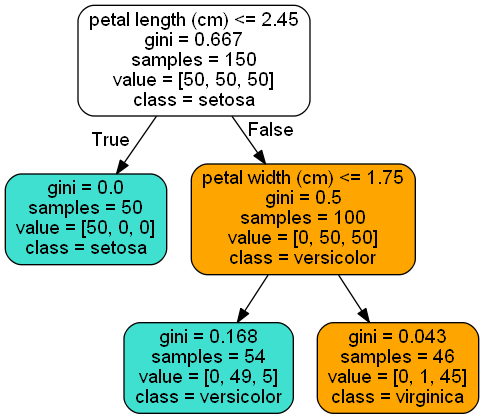 petal length (cm) <= 2.45
gini = 0.667
samples = 150
value = [50, 50, 50]
class = setosa
True
False
gini = 0.0
samples = 50
value = [50, 0, 0]
class = setosa
petal width (cm) <= 1.75
gini = 0.5
samples = 100
value = [0, 50, 50]
class = versicolor
gini = 0.168
samples = 54
value = [0, 49, 5]
class = versicolor
gini = 0.043
samples = 46
value = [0, 1, 45]
class = virginica